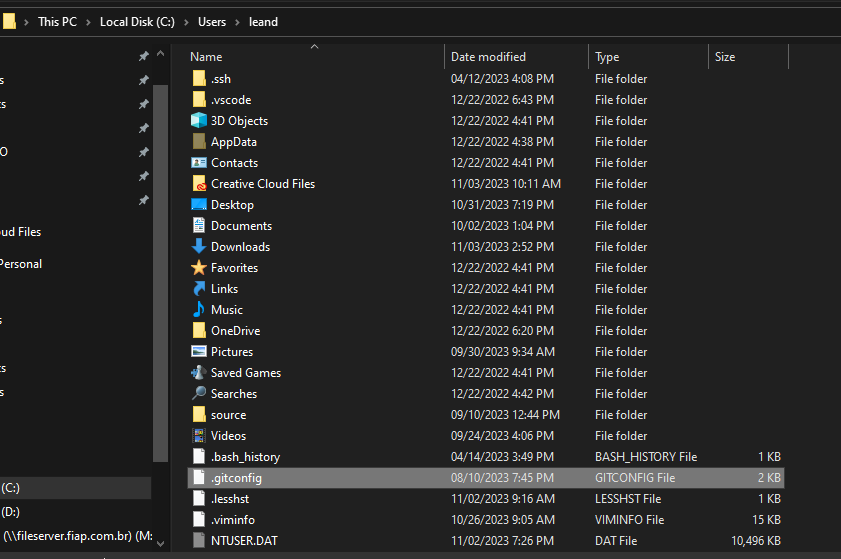 This PC > Local Disk (C:) > Users > leand
Name Date modified Type Size
.ssh 04/12/2023 4:08 PM File folder
.vscode 12/22/2022 6:43 PM File folder
3D Objects 12/22/2022 4:41 PM File folder
AppData 12/22/2022 4:38 PM File folder
Contacts 12/22/2022 4:41 PM File folder
Creative Cloud Files 11/03/2023 10:11 AM File folder
Desktop 10/31/2023 7:19 PM File folder
Documents 10/02/2023 1:04 PM File folder
Downloads 11/03/2023 2:52 PM File folder
Favorites 12/22/2022 4:41 PM File folder
Links 12/22/2022 4:41 PM File folder
Music 12/22/2022 4:41 PM File folder
OneDrive 12/22/2022 6:20 PM File folder
Pictures 09/30/2023 9:34 AM File folder
Saved Games 12/22/2022 4:41 PM File folder
Searches 12/22/2022 4:42 PM File folder
source 09/10/2023 12:44 PM File folder
Videos 09/24/2023 4:06 PM File folder
.bash_history 04/14/2023 3:49 PM BASH_HISTORY File 1 KB
.gitconfig 08/10/2023 7:45 PM GITCONFIG File 2 KB
.lesshst 11/02/2023 9:16 AM LESSHST File 1 KB
.viminfo 10/26/2023 9:05 AM VIMINFO File 15 KB
NTUSER.DAT 11/02/2023 7:26 PM DAT File 10,496 KB
O
ud Files
Personal
(C:)
(D:)
(\\fileserver.fiap.com.br) (M: